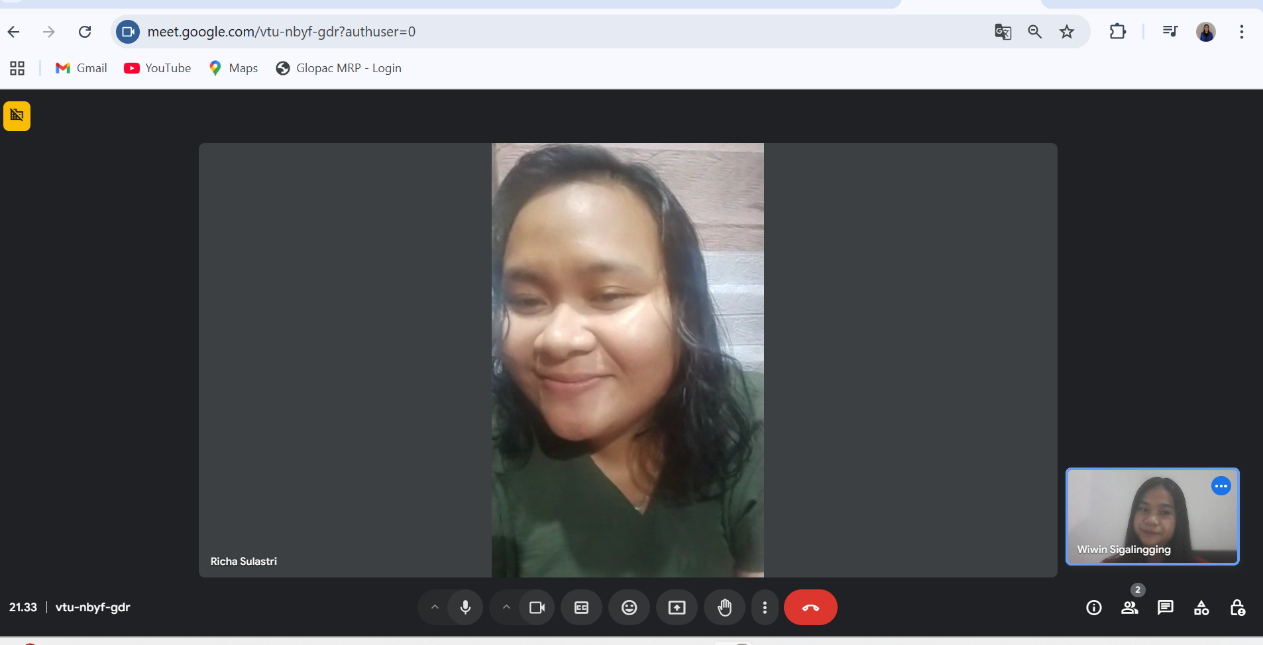 meet.google.com/vtu-nbyf-gdr?authuser=0
Gmail YouTube Maps Glopac MRP - Login
Richa Sulastri
Wiwin Sigalingging
21.33 vtu-nbyf-gdr
CC
2